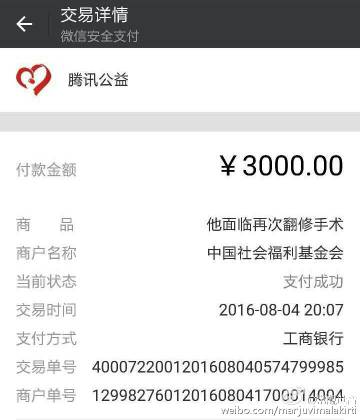 交易详情
微信安全支付
腾讯公益
付款金额 ￥3000.00
商 品 他面临再次翻修手术
商户名称 中国社会福利基金会
当前状态 支付成功
交易时间 2016-08-04 20:07
支付方式 工商银行
交易单号 4000722001201608040574799985
商户单号 1299827601201608041700014094
weibo.com/marjuvimalakirti